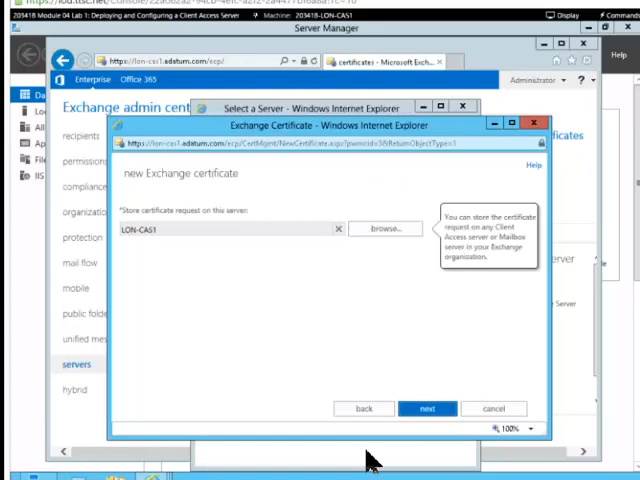 20341B Module 04 Lab 1: Deploying and Configuring a Client Access Server
Machine: 20341B-LON-CAS1
Display
Commands
Server Manager
https://lon-cas1.adatum.com/ecp/
certificates - Microsoft Exch...
Enterprise Office 365
Administrator
?
Help
Exchange admin cent
Select a Server - Windows Internet Explorer
Exchange Certificate - Windows Internet Explorer
Help
new Exchange certificate
*Store certificate request on this server:
LON-CAS1
browse...
You can store the certificate
request on any Client
Access server or Mailbox
server in your Exchange
organization.
recipients
permissions
compliance
organizatio
protection
mail flow
mobile
public folde
unified mes
servers
hybrid
back
next
cancel
100%